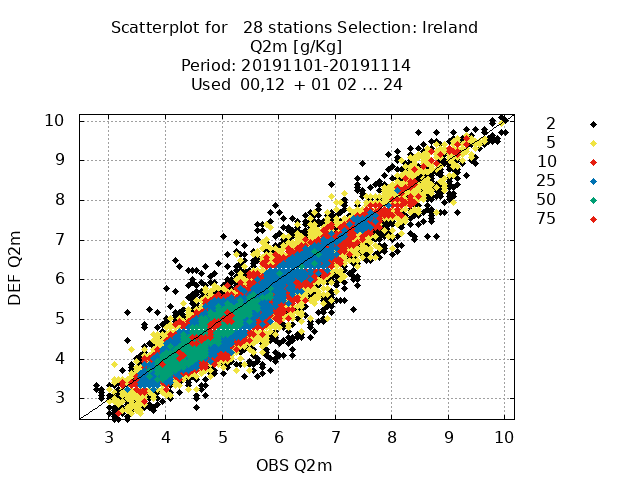 Scatterplot for 28 stations Selection: Ireland
Q2m [g/Kg]
Period: 20191101-20191114
Used 00,12 + 01 02 ... 24
10
9
8
7
6
5
4
3
3 4 5 6 7 8 9 10
DEF Q2m
OBS Q2m
2
5
10
25
50
75